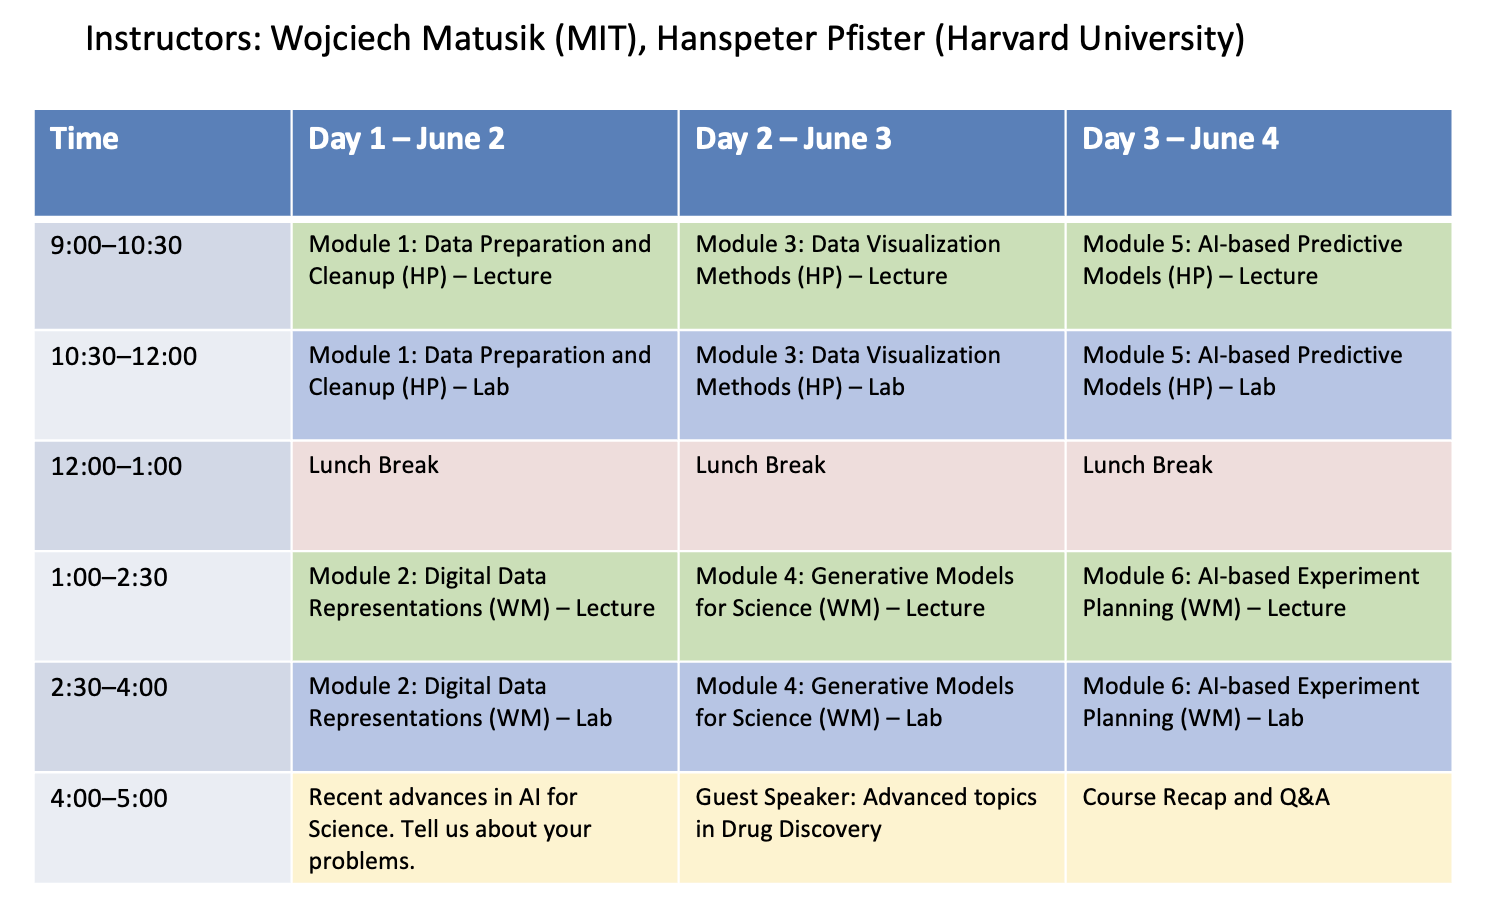 Instructors: Wojciech Matusik (MIT), Hanspeter Pfister (Harvard University)
Time
Day 1 – June 2
Day 2 – June 3
Day 3 – June 4
9:00–10:30
Module 1: Data Preparation and
Cleanup (HP) – Lecture
Module 3: Data Visualization
Methods (HP) – Lecture
Module 5: AI-based Predictive
Models (HP) – Lecture
10:30–12:00
Module 1: Data Preparation and
Cleanup (HP) – Lab
Module 3: Data Visualization
Methods (HP) – Lab
Module 5: AI-based Predictive
Models (HP) – Lab
12:00–1:00
Lunch Break
Lunch Break
Lunch Break
1:00–2:30
Module 2: Digital Data
Representations (WM) – Lecture
Module 4: Generative Models
for Science (WM) – Lecture
Module 6: AI-based Experiment
Planning (WM) – Lecture
2:30–4:00
Module 2: Digital Data
Representations (WM) – Lab
Module 4: Generative Models
for Science (WM) – Lab
Module 6: AI-based Experiment
Planning (WM) – Lab
4:00–5:00
Recent advances in AI for
Science. Tell us about your
problems.
Guest Speaker: Advanced topics
in Drug Discovery
Course Recap and Q&A